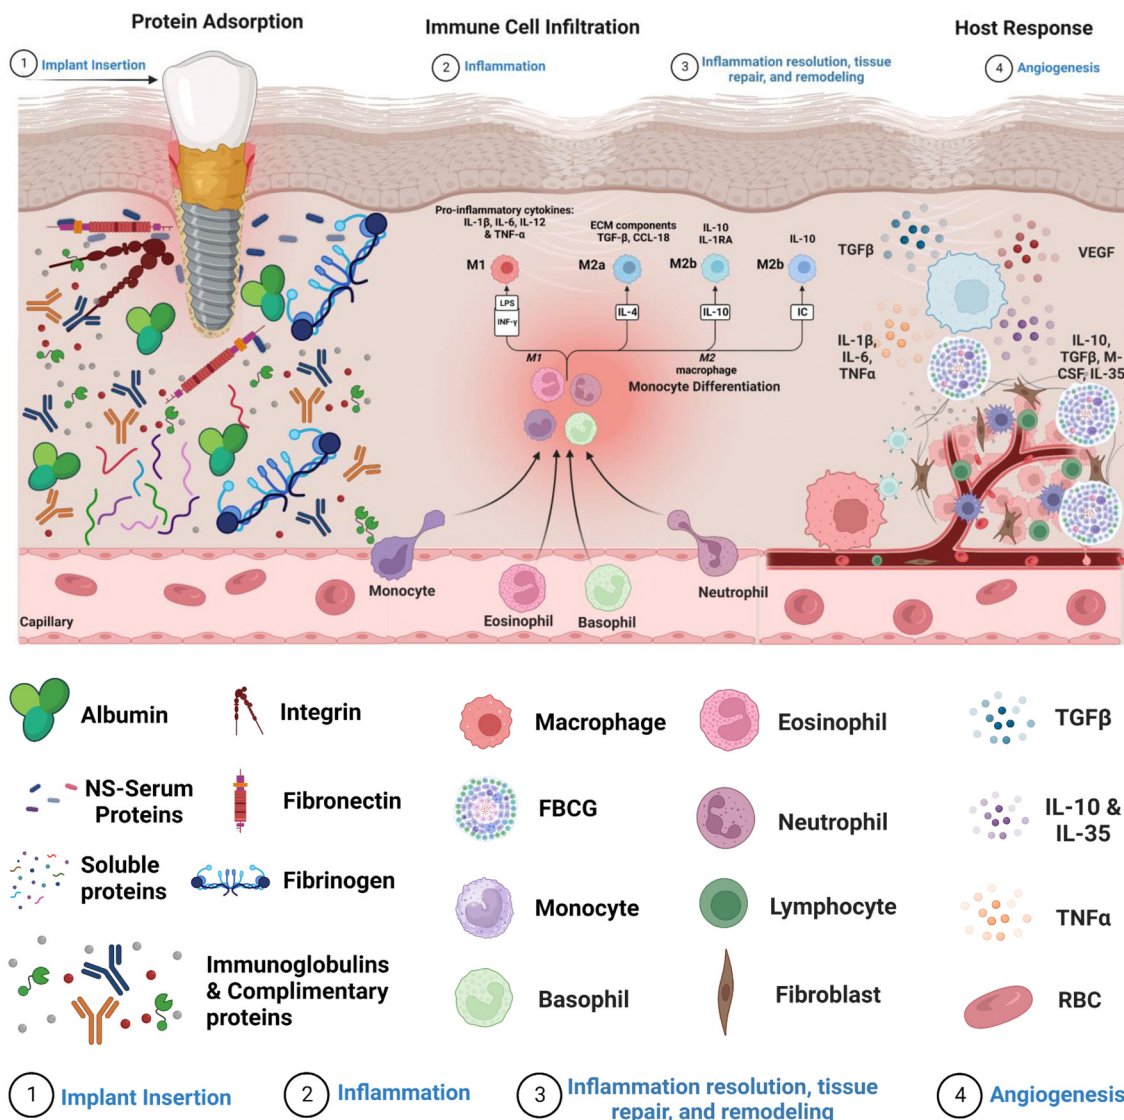 Protein Adsorption
Immune Cell Infiltration
Host Response
1 Implant Insertion
2 Inflammation
3 Inflammation resolution, tissue
repair, and remodeling
4 Angiogenesis
Pro-inflammatory cytokines:
IL-1β, IL-6, IL-12
& TNF-α
ECM components
TGF-β, CCL-18
IL-10
IL-1RA
IL-10
M1
M2a
M2b
M2b
LPS
INF-γ
IL-4
IL-10
IC
M1
M2
macrophage
Monocyte Differentiation
TGFβ
VEGF
IL-1β,
IL-6,
TNFα
IL-10,
TGFβ, M-
CSF, IL-35
Monocyte
Eosinophil
Basophil
Neutrophil
Capillary
Albumin
Integrin
Macrophage
Eosinophil
TGFβ
NS-Serum
Proteins
Fibronectin
FBCG
Neutrophil
IL-10 &
IL-35
Soluble
proteins
Fibrinogen
Monocyte
Lymphocyte
TNFα
Immunoglobulins
& Complimentary
proteins
Basophil
Fibroblast
RBC
1 Implant Insertion
2 Inflammation
3 Inflammation resolution, tissue
repair, and remodeling
4 Angiogenesis